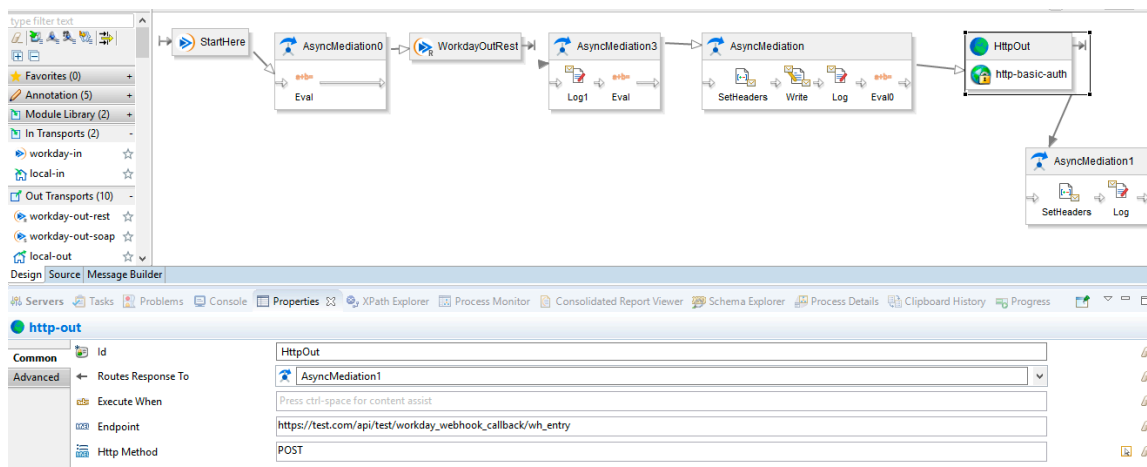 type filter text
Favorites (0) +
Annotation (5) +
Module Library (2) +
In Transports (2) -
workday-in
local-in
Out Transports (10) -
workday-out-rest
workday-out-soap
local-out
StartHere
AsyncMediation0
Eval
WorkdayOutRest
AsyncMediation3
Log1 Eval
AsyncMediation
SetHeaders Write Log Eval0
HttpOut
http-basic-auth
AsyncMediation1
SetHeaders Log
Design Source Message Builder
Servers Tasks Problems Console Properties XPath Explorer Process Monitor Consolidated Report Viewer Schema Explorer Process Details Clipboard History Progress
http-out
Common
Advanced
Id HttpOut
Routes Response To AsyncMediation1
Execute When Press ctrl-space for content assist
Endpoint https://test.com/api/test/workday_webhook_callback/wh_entry
Http Method POST